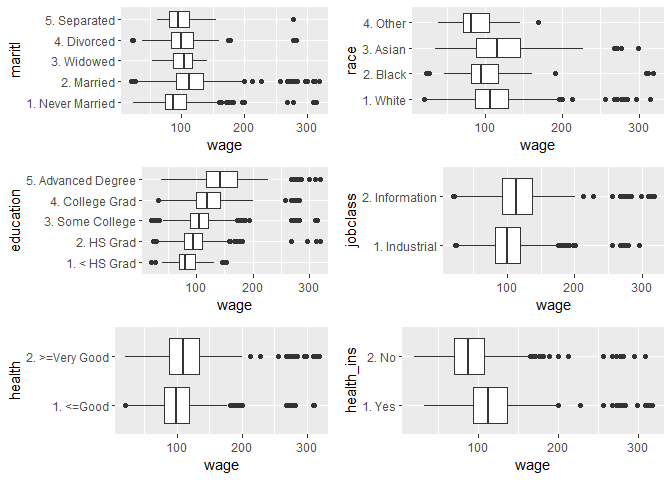 maritl
5. Separated
4. Divorced
3. Widowed
2. Married
1. Never Married
100 200 300
wage
race
4. Other
3. Asian
2. Black
1. White
100 200 300
wage
education
5. Advanced Degree
4. College Grad
3. Some College
2. HS Grad
1. < HS Grad
100 200 300
wage
jobclass
2. Information
1. Industrial
100 200 300
wage
health
2. >=Very Good
1. <=Good
100 200 300
wage
health_ins
2. No
1. Yes
100 200 300
wage